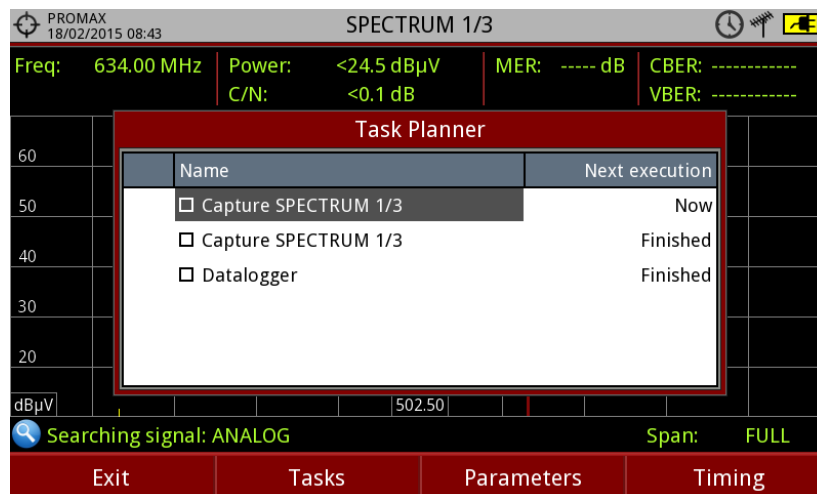 PROMAX
18/02/2015 08:43
SPECTRUM 1/3
Freq: 634.00 MHz Power: <24.5 dBµV MER: ----- dB CBER: ------------
C/N: <0.1 dB VBER: ------------
Task Planner
Name Next execution
Capture SPECTRUM 1/3 Now
Capture SPECTRUM 1/3 Finished
Datalogger Finished
60
50
40
30
20
dBµV 502.50
Searching signal: ANALOG Span: FULL
Exit Tasks Parameters Timing